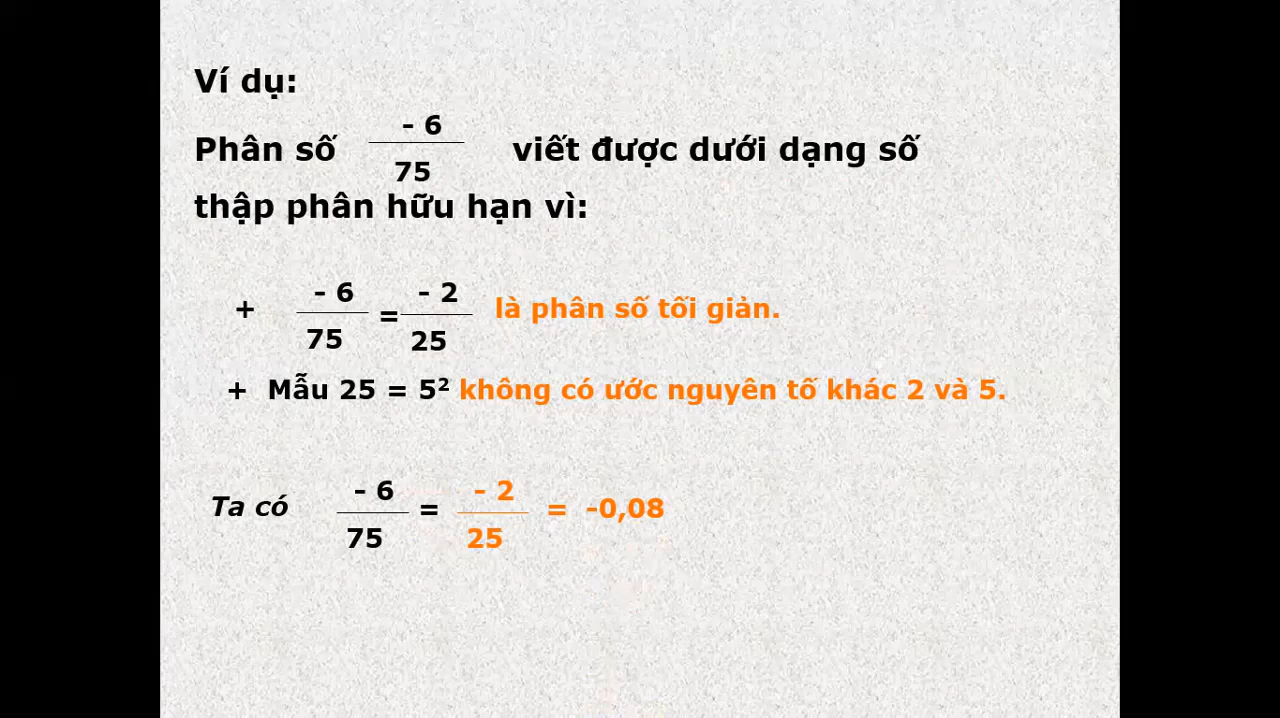 Ví dụ:
Phân số - 6/75 viết được dưới dạng số
thập phân hữu hạn vì:
+ - 6/75 = - 2/25 là phân số tối giản.
+ Mẫu 25 = 5² không có ước nguyên tố khác 2 và 5.
Ta có - 6/75 = - 2/25 = -0,08